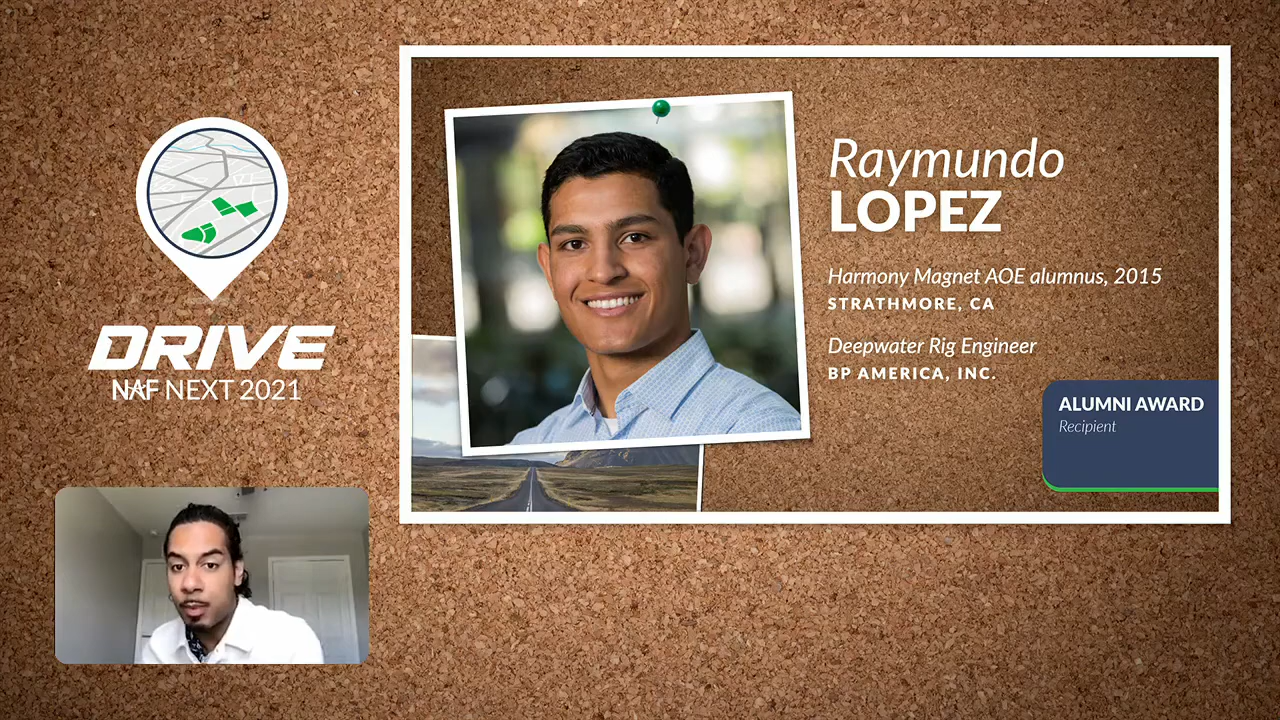 DRIVE
NAF NEXT 2021
Raymundo
LOPEZ
Harmony Magnet AOE alumnus, 2015
STRATHMORE, CA
Deepwater Rig Engineer
BP AMERICA, INC.
ALUMNI AWARD
Recipient